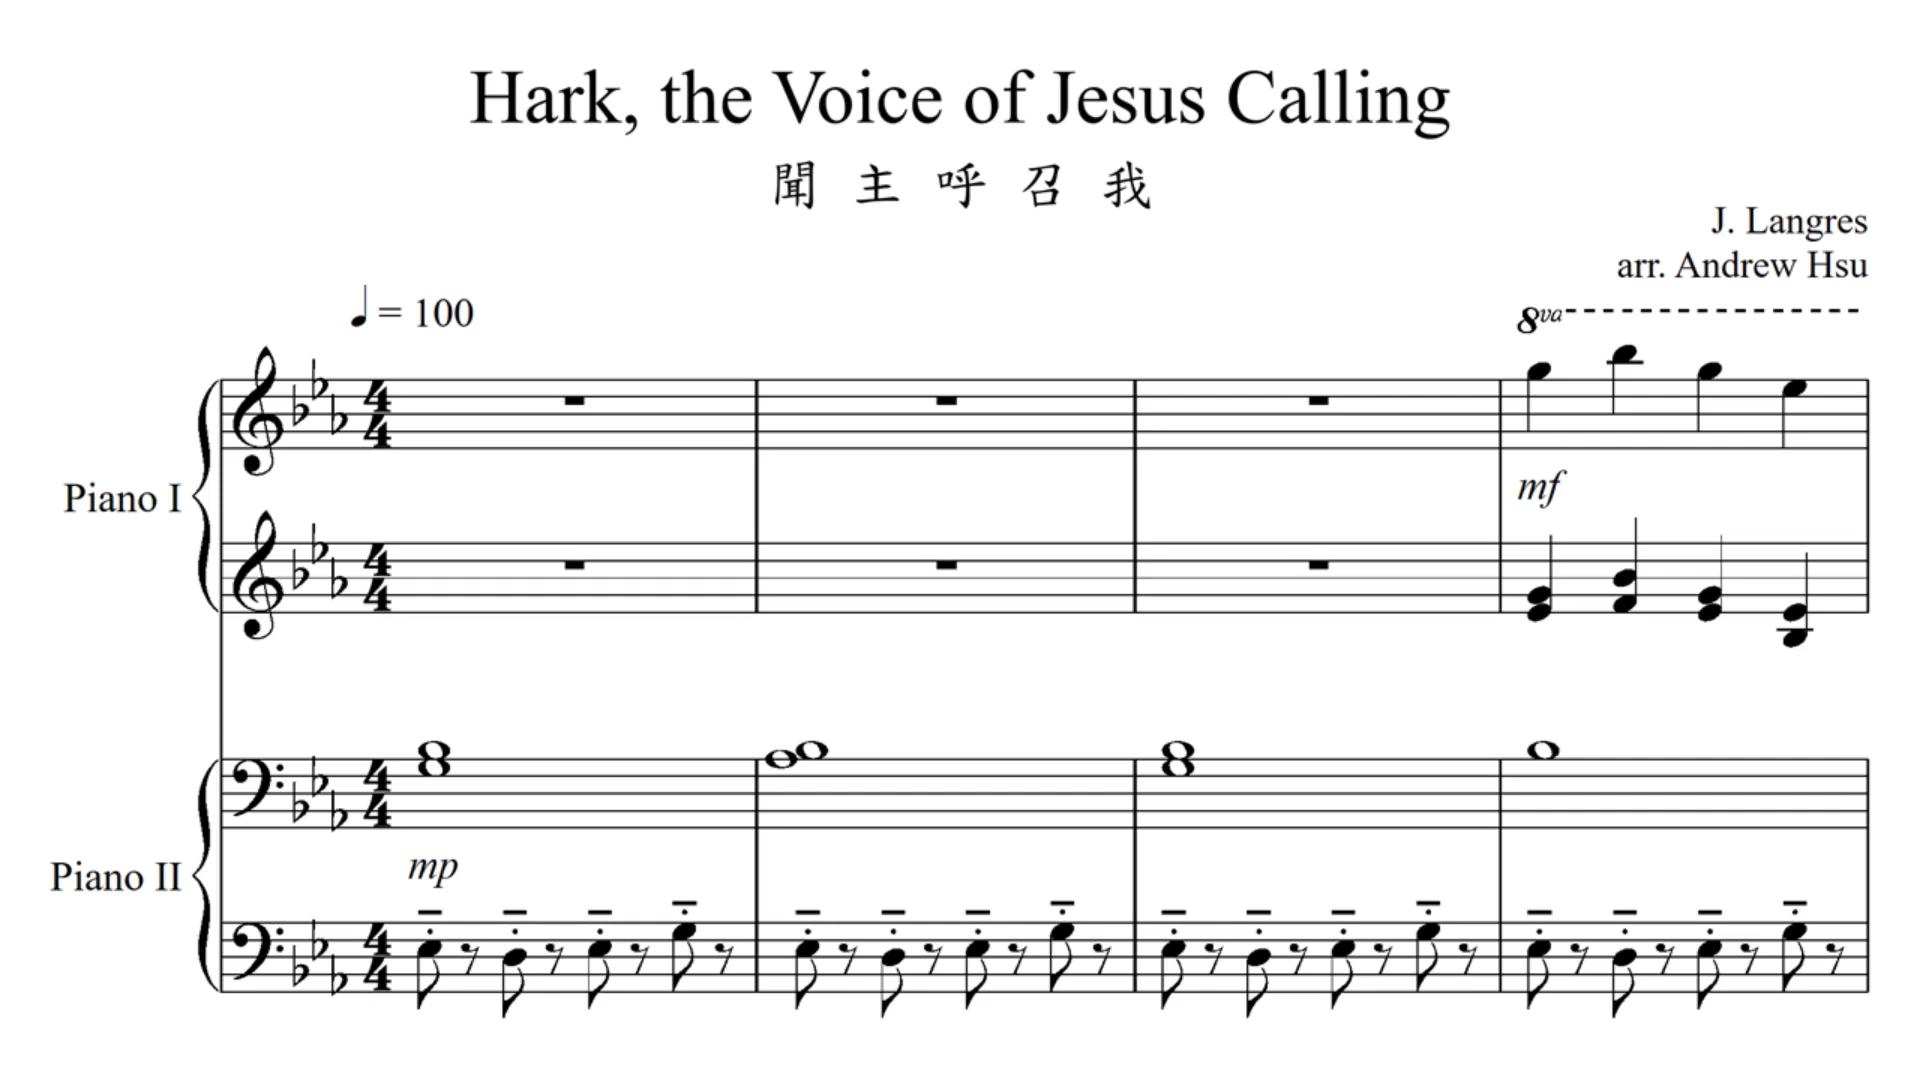 Hark, the Voice of Jesus Calling
聞主呼召我
J. Langres
arr. Andrew Hsu
♩ = 100
8va
Piano I
mf
Piano II
mp